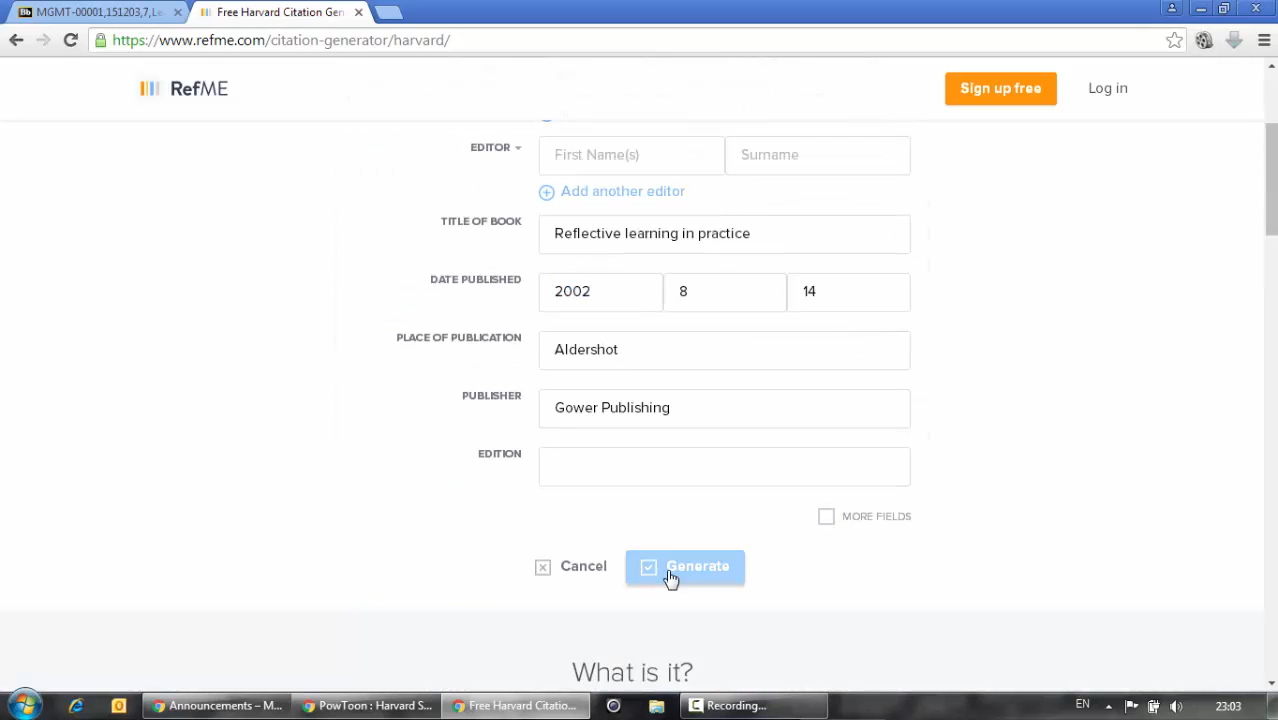 MGMT-00001,151203,7,Le
Free Harvard Citation Gen
https://www.refme.com/citation-generator/harvard/
RefME
Sign up free
Log in
EDITOR
First Name(s)
Surname
Add another editor
TITLE OF BOOK
Reflective learning in practice
DATE PUBLISHED
2002
8
14
PLACE OF PUBLICATION
Aldershot
PUBLISHER
Gower Publishing
EDITION
MORE FIELDS
Cancel
Generate
What is it?
Announcements – M...
PowToon : Harvard S...
Free Harvard Citatio...
Recording...
EN
23:03